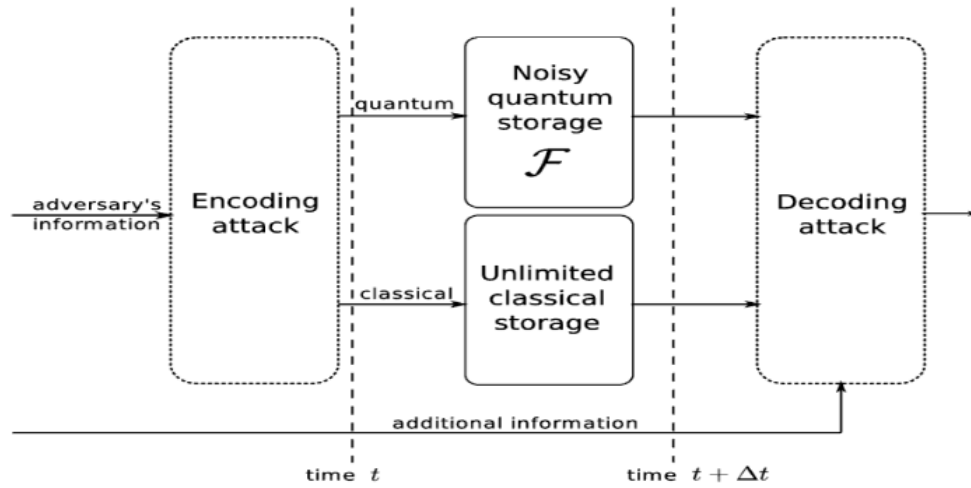 Noisy
quantum
storage
ℱ
quantum
adversary's
information
Encoding
attack
Decoding
attack
classical
Unlimited
classical
storage
additional information
time t
time t + Δt